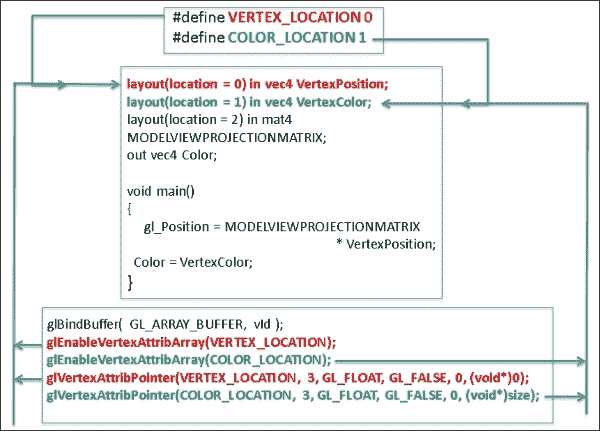 #define VERTEX_LOCATION 0
#define COLOR_LOCATION 1
layout(location = 0) in vec4 VertexPosition;
layout(location = 1) in vec4 VertexColor;
layout(location = 2) in mat4
MODELVIEWPROJECTIONMATRIX;
out vec4 Color;
void main()
{
gl_Position = MODELVIEWPROJECTIONMATRIX
* VertexPosition;
Color = VertexColor;
}
glBindBuffer( GL_ARRAY_BUFFER, vId );
glEnableVertexAttribArray(VERTEX_LOCATION);
glEnableVertexAttribArray(COLOR_LOCATION);
glVertexAttribPointer(VERTEX_LOCATION, 3, GL_FLOAT, GL_FALSE, 0, (void*)0);
glVertexAttribPointer(COLOR_LOCATION, 3, GL_FLOAT, GL_FALSE, 0, (void*)size);